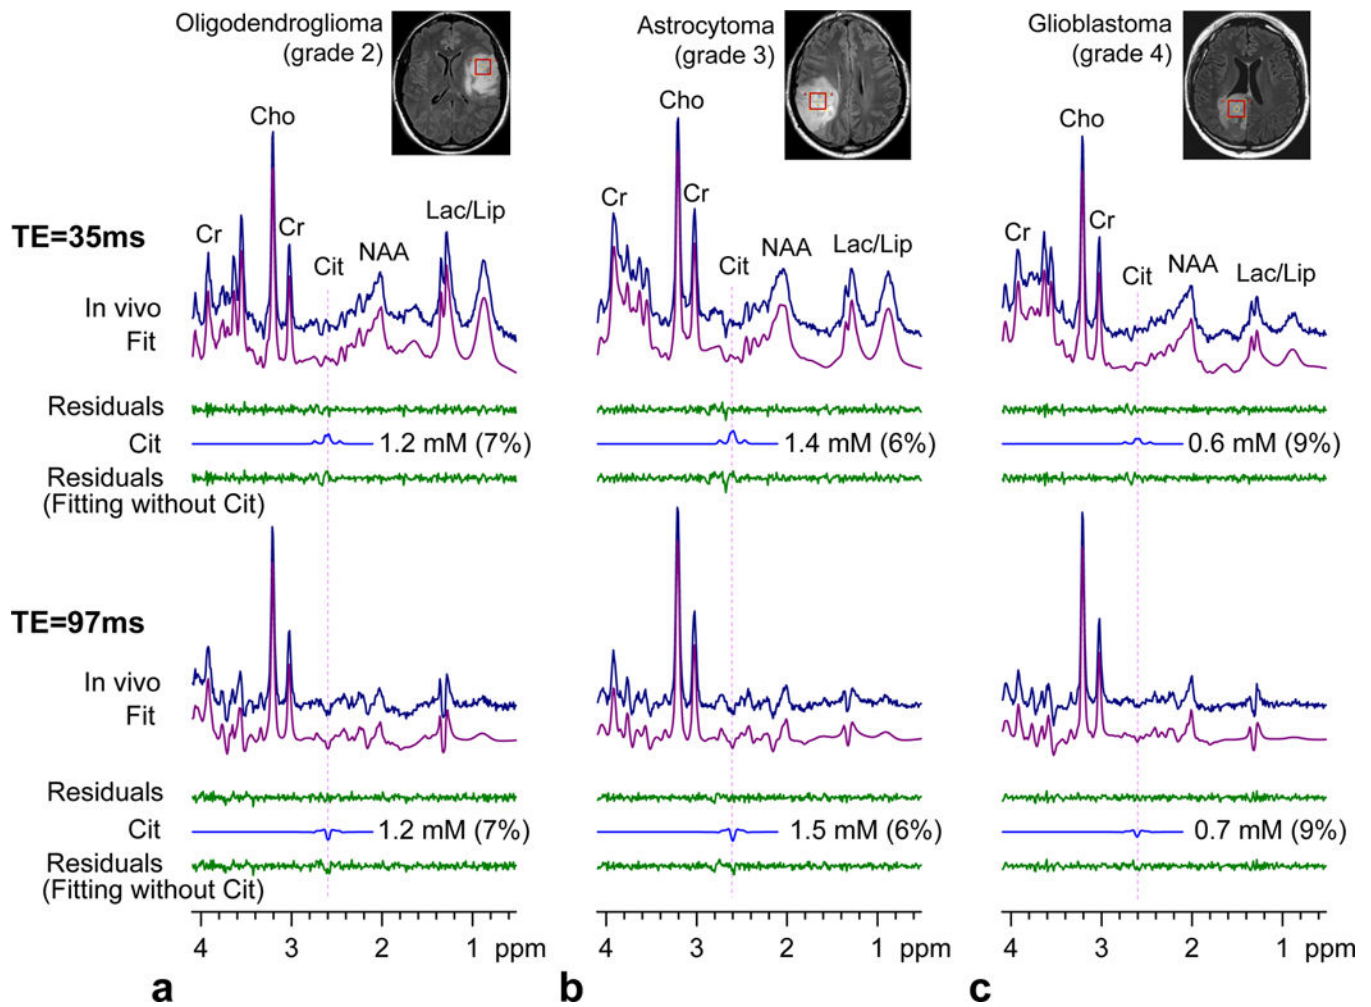 Oligodendroglioma
(grade 2)
Astrocytoma
(grade 3)
Glioblastoma
(grade 4)
TE=35ms
In vivo
Fit
Cr
Cho
Cr
Cit
NAA
Lac/Lip
Cr
Cho
Cr
Cit
NAA
Lac/Lip
Cr
Cho
Cr
Cit
NAA
Lac/Lip
Residuals
Cit
1.2 mM (7%)
1.4 mM (6%)
0.6 mM (9%)
Residuals
(Fitting without Cit)
TE=97ms
In vivo
Fit
Residuals
Cit
1.2 mM (7%)
1.5 mM (6%)
0.7 mM (9%)
Residuals
(Fitting without Cit)
4 3 2 1 ppm
4 3 2 1 ppm
4 3 2 1 ppm
a
b
c